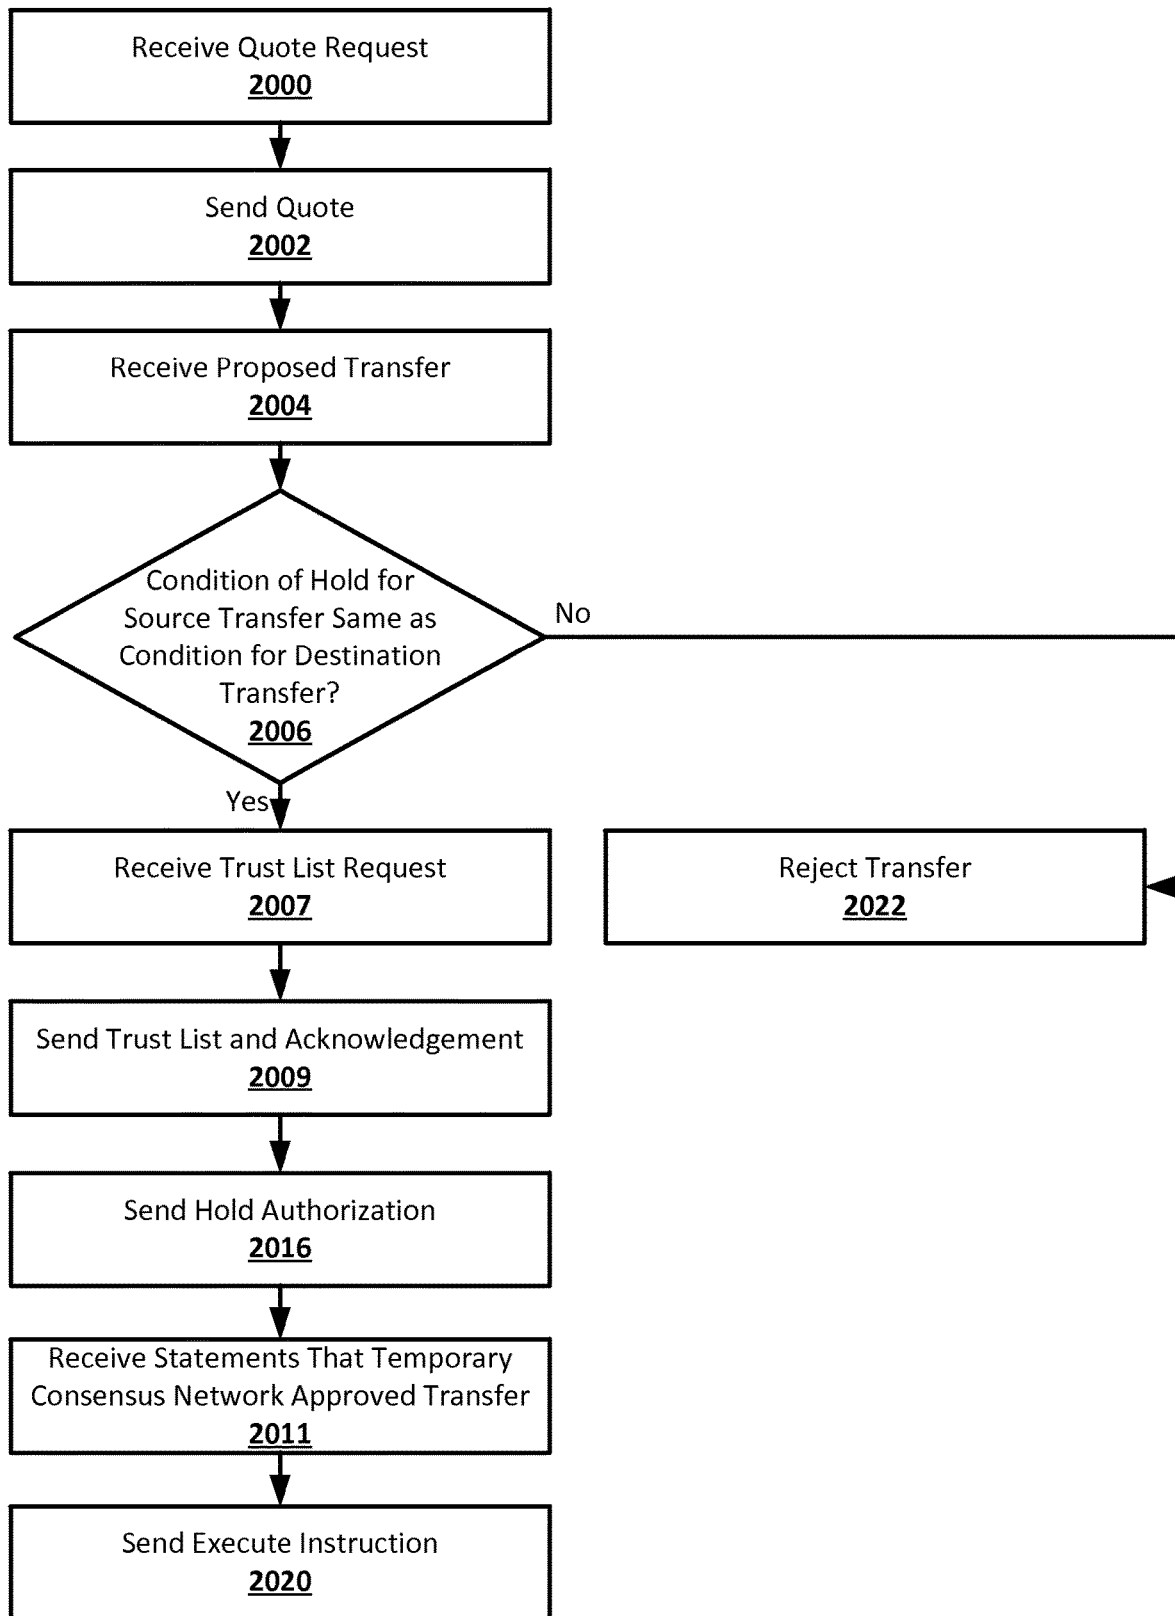 Receive Quote Request
2000
Send Quote
2002
Receive Proposed Transfer
2004
Condition of Hold for
Source Transfer Same as
Condition for Destination
Transfer?
2006
No
Yes
Receive Trust List Request
2007
Reject Transfer
2022
Send Trust List and Acknowledgement
2009
Send Hold Authorization
2016
Receive Statements That Temporary
Consensus Network Approved Transfer
2011
Send Execute Instruction
2020